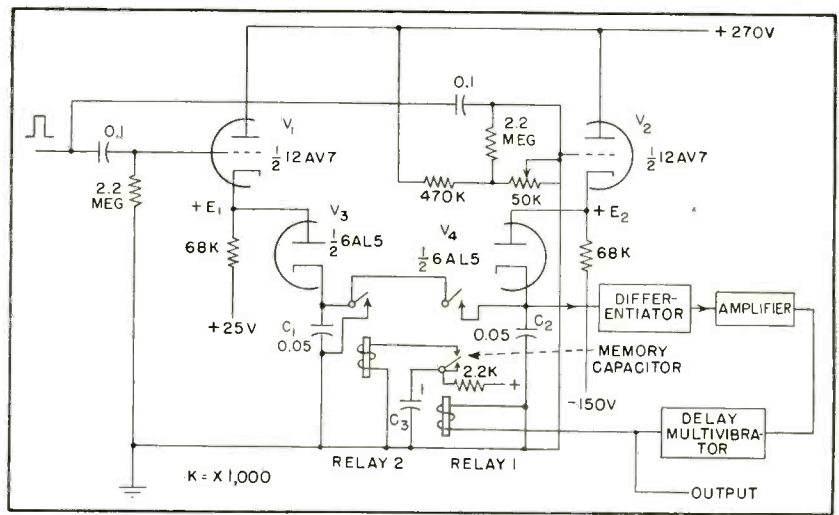 +270V
0.1
V1
V2
0.1
2.2
MEG
1/2 12AV7
1/2 12AV7
2.2
MEG
470K
50K
+E1
V3
V4
+E2
68K
1/2 6AL5
1/2 6AL5
68K
+25V
C1
0.05
C2
0.05
DIFFER-
ENTIATOR
AMPLIFIER
MEMORY
CAPACITOR
2.2K
+
1
C3
-150V
DELAY
MULTIVIBRA-
TOR
RELAY 2
RELAY 1
K = X 1,000
OUTPUT